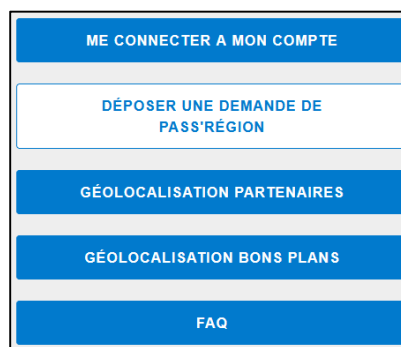 ME CONNECTER A MON COMPTE
DÉPOSER UNE DEMANDE DE
PASS'RÉGION
GÉOLOCALISATION PARTENAIRES
GÉOLOCALISATION BONS PLANS
FAQ